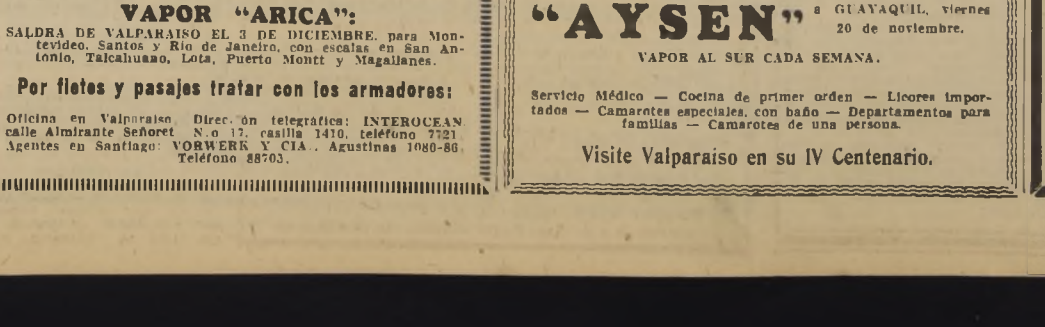 VAPOR “ARICA”:
SALDRA DE VALPARAISO EL 3 DE DICIEMBRE, para Mon-
tevideo, Santos y Rio de Janeiro, con escalas en San An-
tonio, Talcahuano, Lota, Puerto Montt y Magallanes.
Por fletes y pasajes tratar con los armadores:
Oficina en Valparaiso, Direc. ón telegráfica: INTEROCEAN
calle Almirante Señoret N.o 17, casilla 1410, teléfono 7721
Agentes en Santiago: VORWERK Y CIA., Agustinas 1080-86
Teléfono 88703.
“AYSEN” a GUAYAQUIL, viernes
20 de noviembre.
VAPOR AL SUR CADA SEMANA.
Servicio Médico — Cocina de primer orden — Licores impor-
tados — Camarotes especiales, con baño — Departamentos para
familias — Camarotes de una persona.
Visite Valparaiso en su IV Centenario.